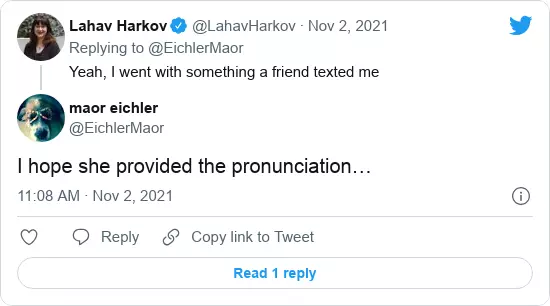 Lahav Harkov @LahavHarkov · Nov 2, 2021
Replying to @EichlerMaor
Yeah, I went with something a friend texted me
maor eichler
@EichlerMaor
I hope she provided the pronunciation…
11:08 AM · Nov 2, 2021
Reply Copy link to Tweet
Read 1 reply